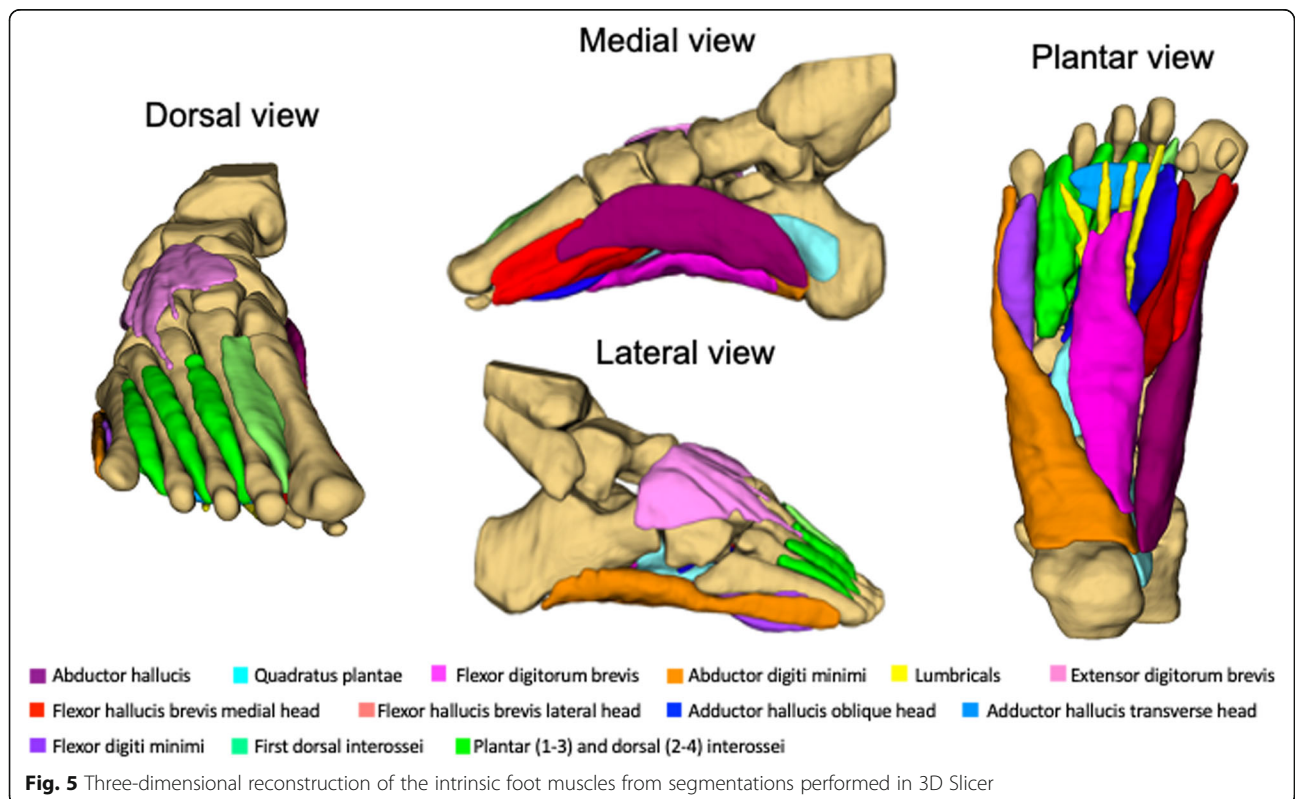 Medial view
Plantar view
Dorsal view
Lateral view
Abductor hallucis Quadratus plantae Flexor digitorum brevis Abductor digiti minimi Lumbricals Extensor digitorum brevis
Flexor hallucis brevis medial head Flexor hallucis brevis lateral head Adductor hallucis oblique head Adductor hallucis transverse head
Flexor digiti minimi First dorsal interossei Plantar (1-3) and dorsal (2-4) interossei
Fig. 5 Three-dimensional reconstruction of the intrinsic foot muscles from segmentations performed in 3D Slicer